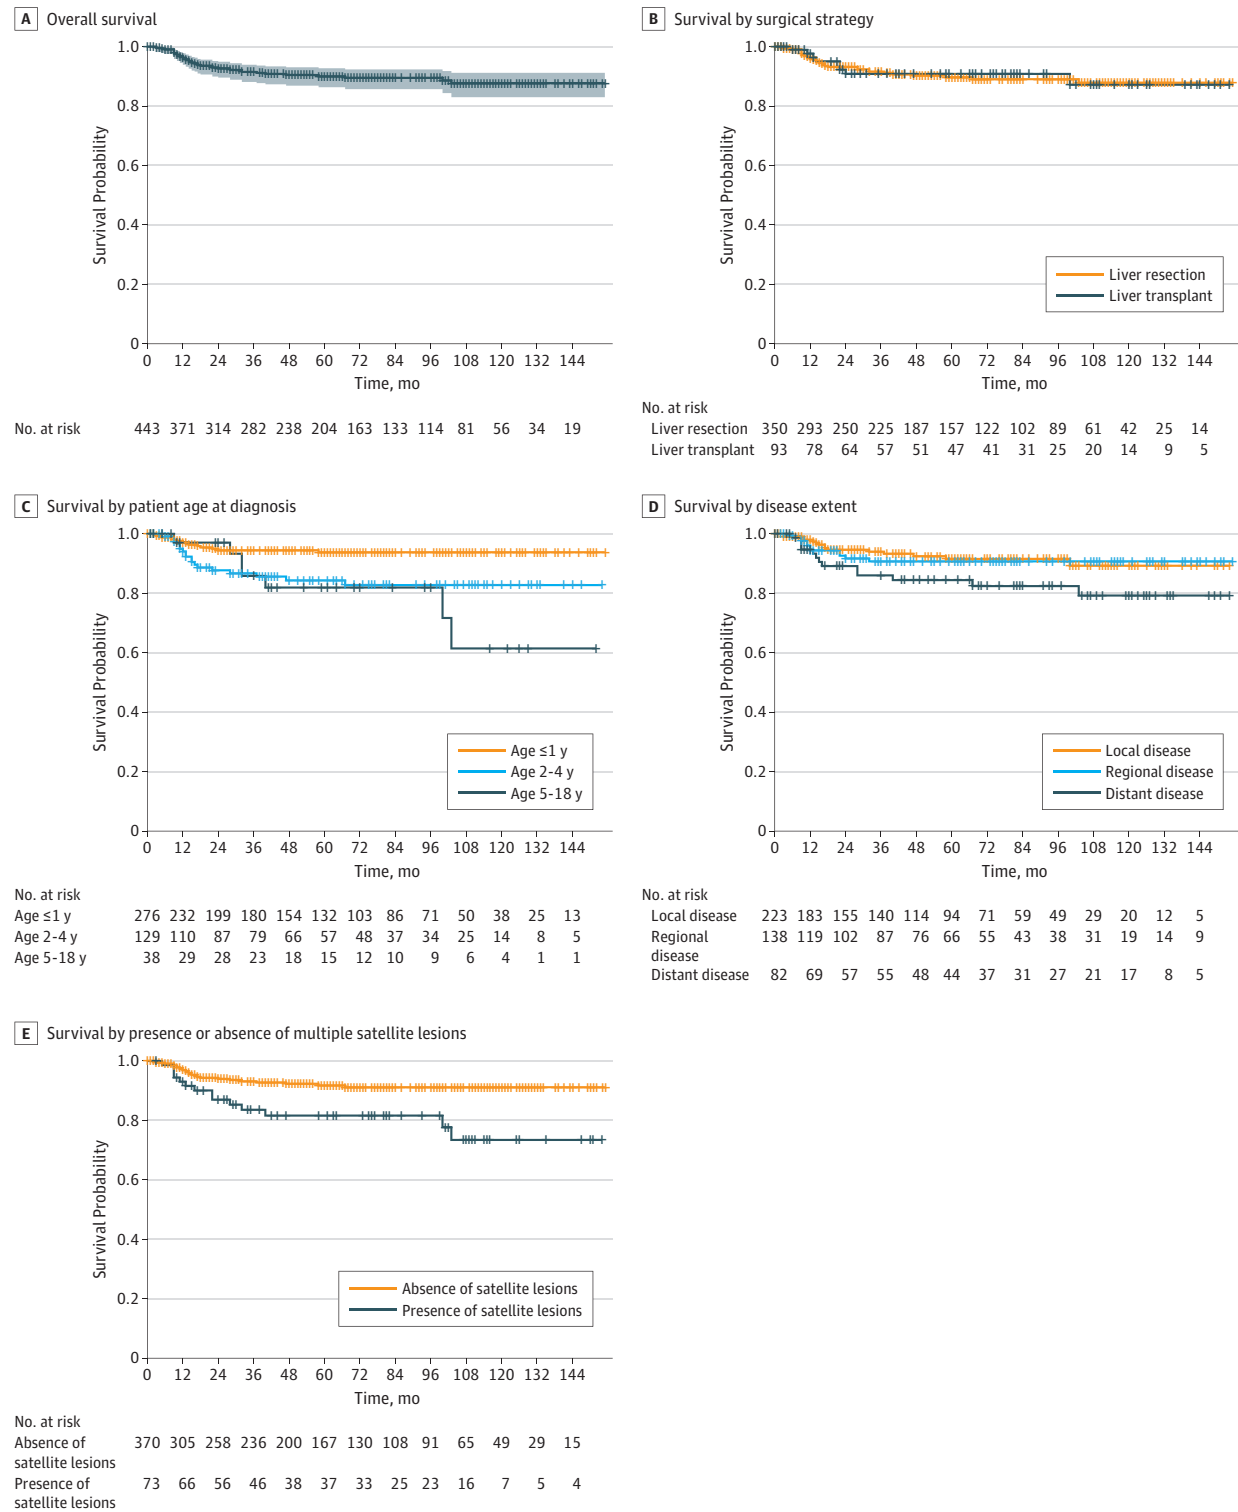 A Overall survival
1.0
0.8
0.6
0.4
0.2
0
Survival Probability
0 12 24 36 48 60 72 84 96 108 120 132 144
Time, mo
No. at risk 443 371 314 282 238 204 163 133 114 81 56 34 19
B Survival by surgical strategy
1.0
0.8
0.6
0.4
0.2
0
Survival Probability
Liver resection
Liver transplant
0 12 24 36 48 60 72 84 96 108 120 132 144
Time, mo
No. at risk
Liver resection 350 293 250 225 187 157 122 102 89 61 42 25 14
Liver transplant 93 78 64 57 51 47 41 31 25 20 14 9 5
C Survival by patient age at diagnosis
1.0
0.8
0.6
0.4
0.2
0
Survival Probability
Age ≤1 y
Age 2-4 y
Age 5-18 y
0 12 24 36 48 60 72 84 96 108 120 132 144
Time, mo
No. at risk
Age ≤1 y 276 232 199 180 154 132 103 86 71 50 38 25 13
Age 2-4 y 129 110 87 79 66 57 48 37 34 25 14 8 5
Age 5-18 y 38 29 28 23 18 15 12 10 9 6 4 1 1
D Survival by disease extent
1.0
0.8
0.6
0.4
0.2
0
Survival Probability
Local disease
Regional disease
Distant disease
0 12 24 36 48 60 72 84 96 108 120 132 144
Time, mo
No. at risk
Local disease 223 183 155 140 114 94 71 59 49 29 20 12 5
Regional 138 119 102 87 76 66 55 43 38 31 19 14 9
disease
Distant disease 82 69 57 55 48 44 37 31 27 21 17 8 5
E Survival by presence or absence of multiple satellite lesions
1.0
0.8
0.6
0.4
0.2
0
Survival Probability
Absence of satellite lesions
Presence of satellite lesions
0 12 24 36 48 60 72 84 96 108 120 132 144
Time, mo
No. at risk
Absence of 370 305 258 236 200 167 130 108 91 65 49 29 15
satellite lesions
Presence of 73 66 56 46 38 37 33 25 23 16 7 5 4
satellite lesions